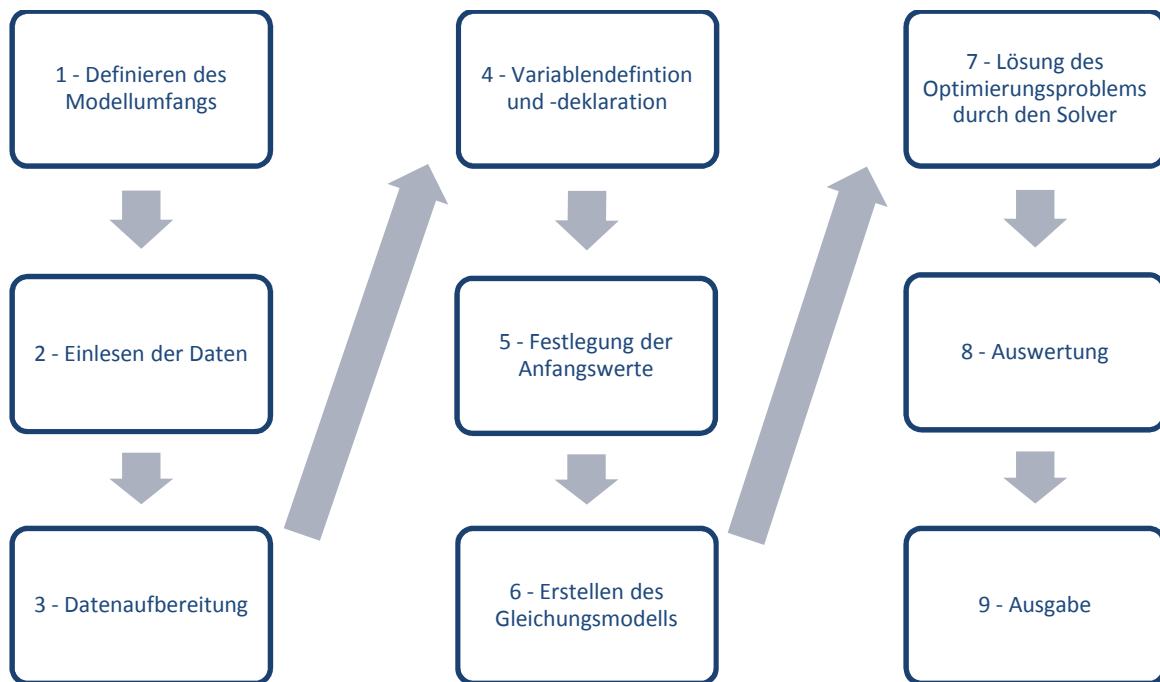 1 - Definieren des
Modellumfangs
2 - Einlesen der Daten
3 - Datenaufbereitung
4 - Variablendefintion
und -deklaration
5 - Festlegung der
Anfangswerte
6 - Erstellen des
Gleichungsmodells
7 - Lösung des
Optimierungsproblems
durch den Solver
8 - Auswertung
9 - Ausgabe